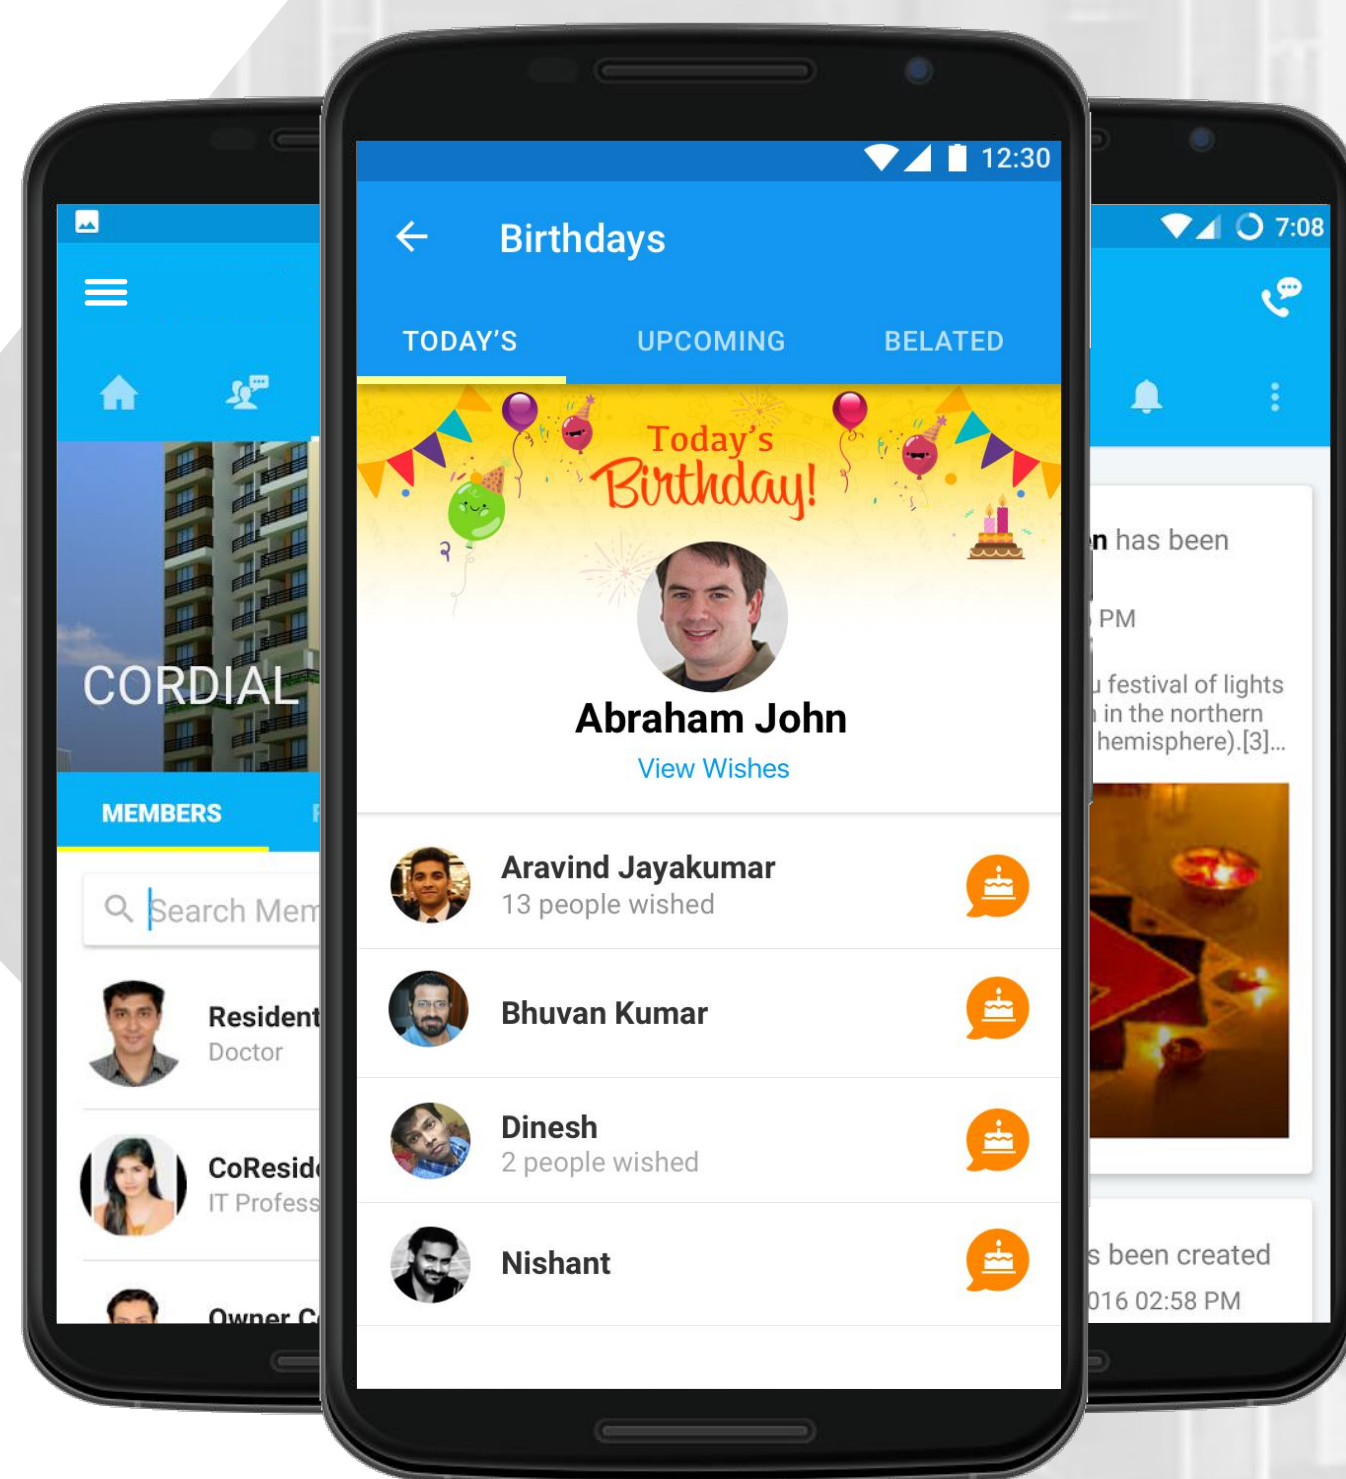 CORDIAL
MEMBERS
Search Mem
Resident
Doctor
CoReside
IT Profess
Owner
12:30
Birthdays
TODAY'S
UPCOMING
BELATED
Today's
Birthday!
Abraham John
View Wishes
Aravind Jayakumar
13 people wished
Bhuvan Kumar
Dinesh
2 people wished
Nishant
7:08
n has been
PM
festival of lights
in the northern
hemisphere).[3]...
s been created
016 02:58 PM